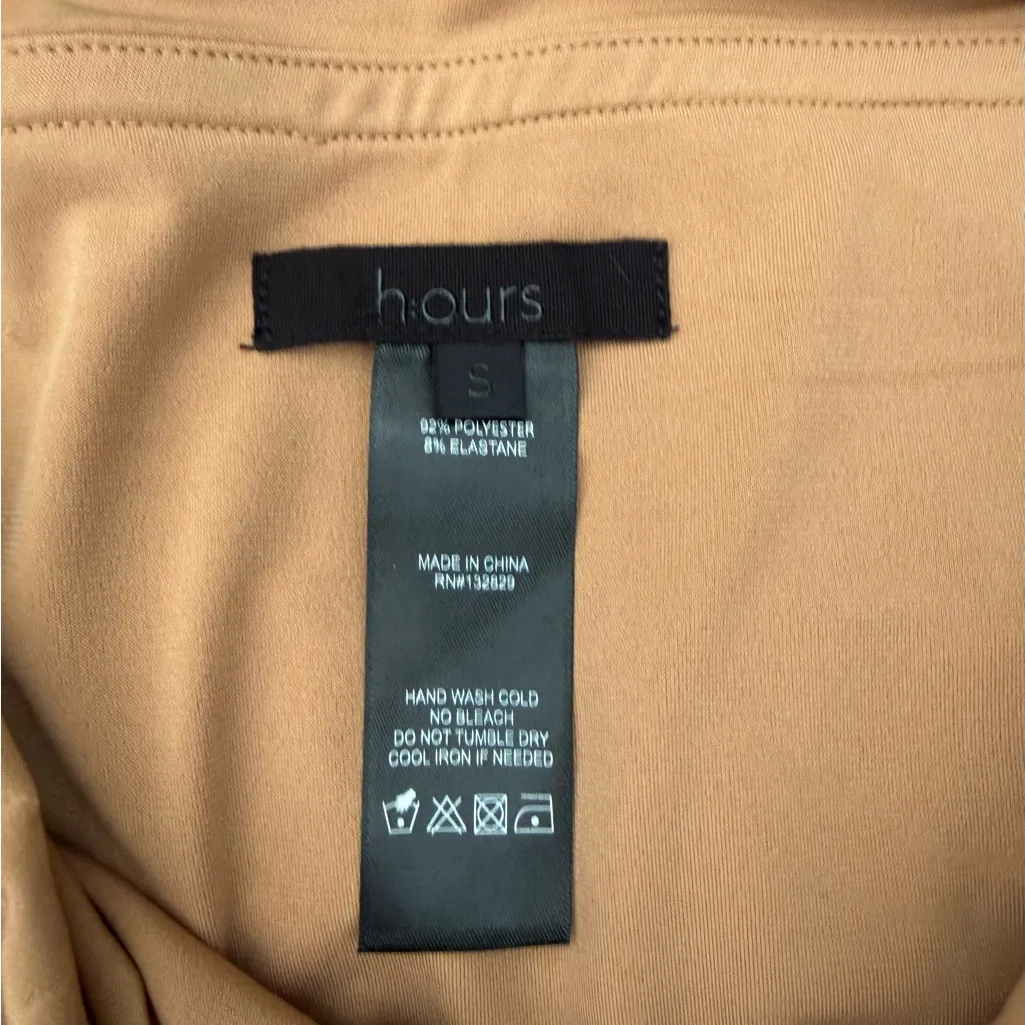 h:ours
S
92% POLYESTER
8% ELASTANE
MADE IN CHINA
RN#132829
HAND WASH COLD
NO BLEACH
DO NOT TUMBLE DRY
COOL IRON IF NEEDED